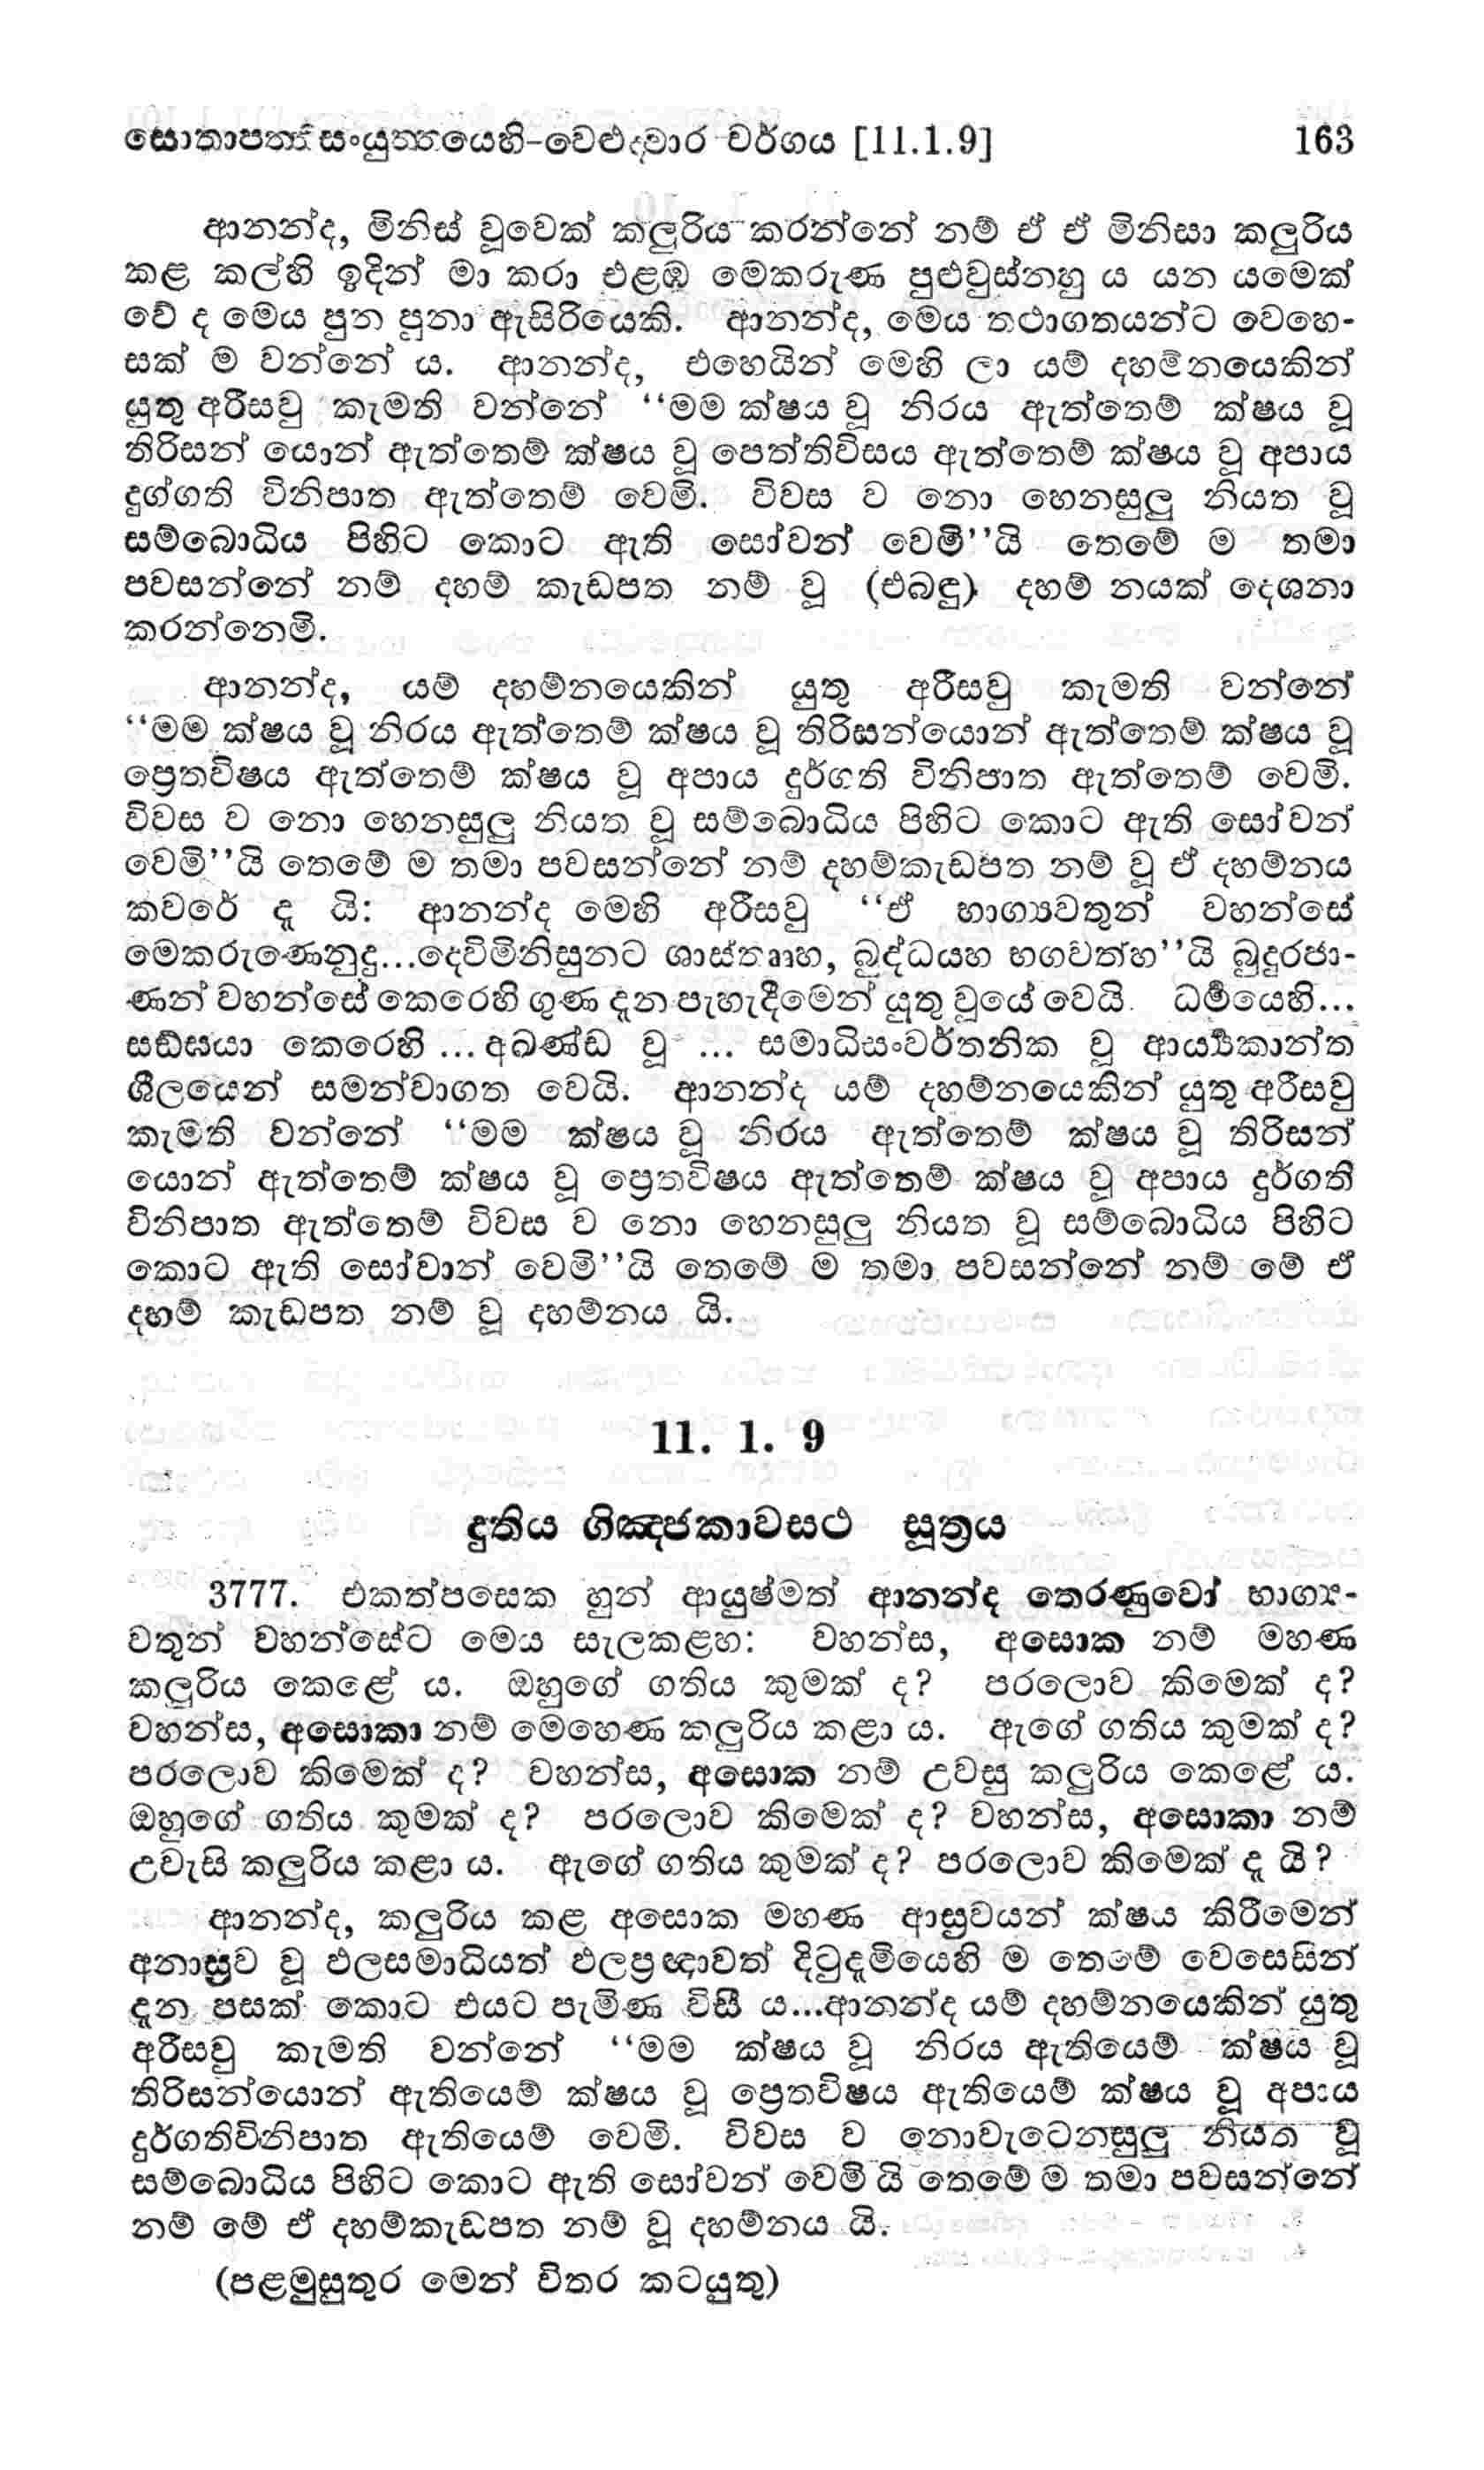 සොතාපත්තිසංයුත්තයෙහි-වෙළුද්වාර වර්ගය [11.1.9] 163
ආනන්ද, මිනිස් වූවෙක් කලුරිය කරන්නේ නම් ඒ ඒ මිනිසා කලුරිය
කළ කල්හි ඉදින් මා කරා එළඹ මෙකරුණ පුළුවුස්නහු ය යන යමෙක්
වේ ද මෙය පුන පුනා ඇසිරියෙකි. ආනන්ද, මෙය තථාගතයන්ට වෙහෙ-
සක් ම වන්නේ ය. ආනන්ද, එහෙයින් මෙහි ලා යම් දහම්නයෙකින්
යුතු අරීසවු කැමති වන්නේ ‘‘මම ක්ෂය වූ නිරය ඇත්තෙම් ක්ෂය වූ
තිරිසන් යොන් ඇත්තෙම් ක්ෂය වූ පෙත්තිවිසය ඇත්තෙම් ක්ෂය වූ අපාය
දුග්ගති විනිපාත ඇත්තෙම් වෙමි. විවස ව නො හෙනසුලු නියත වූ
සම්බොධිය පිහිට කොට ඇති සෝවන් වෙමි’’යි තෙමේ ම තමා
පවසන්නේ නම් දහම් කැඩපත නම් වූ (එබඳු) දහම් නයක් දෙශනා
කරන්නෙමි.
ආනන්ද, යම් දහම්නයෙකින් යුතු අරීසවු කැමති වන්නේ
‘‘මම ක්ෂය වූ නිරය ඇත්තෙම් ක්ෂය වූ තිරිසන්යොන් ඇත්තෙම් ක්ෂය වූ
ප්‍රෙතවිෂය ඇත්තෙම් ක්ෂය වූ අපාය දුර්ගති විනිපාත ඇත්තෙම් වෙමි.
විවස ව නො හෙනසුලු නියත වූ සම්බොධිය පිහිට කොට ඇති සෝවන්
වෙමි’’යි තෙමේ ම තමා පවසන්නේ නම් දහම්කැඩපත නම් වූ ඒ දහම්නය
කවරේ දැ යි: ආනන්ද මෙහි අරීසවු ‘‘ඒ භාග්‍යවතුන් වහන්සේ
මෙකරුණෙනුදු...දෙවිමිනිසුනට ශාස්තෲහ, බුද්ධයහ භගවත්හ’’යි බුදුරජා-
ණන් වහන්සේ කෙරෙහි ගුණ දැන පැහැදීමෙන් යුතු වූයේ වෙයි. ධර්‍මයෙහි...
සඞ්ඝයා කෙරෙහි ... අඛණ්ඩ වූ ... සමාධිසංවර්තනික වූ ආර්‍ය්‍යකාන්ත
ශීලයෙන් සමන්වාගත වෙයි. ආනන්ද යම් දහම්නයෙකින් යුතු අරීසවු
කැමති වන්නේ ‘‘මම ක්ෂය වූ නිරය ඇත්තෙම් ක්ෂය වූ තිරිසන්
යොන් ඇත්තෙම් ක්ෂය වූ ප්‍රෙතවිෂය ඇත්තෙම් ක්ෂය වූ අපාය දුර්ගති
විනිපාත ඇත්තෙම් විවස ව නො හෙනසුලු නියත වූ සම්බොධිය පිහිට
කොට ඇති සෝවාන් වෙමි’’යි තෙමේ ම තමා පවසන්නේ නම් මේ ඒ
දහම් කැඩපත නම් වූ දහම්නය යි.
11. 1. 9
දුතිය ගිඤ්ජකාවසථ සූත්‍රය
3777. එකත්පසෙක හුන් ආයුෂ්මත් ආනන්ද තෙරණුවෝ භාග්‍ය-
වතුන් වහන්සේට මෙය සැලකළහ: වහන්ස, අසොක නම් මහණ
කලුරිය කෙළේ ය. ඔහුගේ ගතිය කුමක් ද? පරලොව කිමෙක් ද?
වහන්ස, අසොකා නම් මෙහෙණ කලුරිය කළා ය. ඇගේ ගතිය කුමක් ද?
පරලොව කිමෙක් ද? වහන්ස, අසොක නම් උවසු කලුරිය කෙළේ ය.
ඔහුගේ ගතිය කුමක් ද? පරලොව කිමෙක් ද? වහන්ස, අසොකා නම්
උවැසි කලුරිය කළා ය. ඇගේ ගතිය කුමක් ද? පරලොව කිමෙක් දැ යි?
ආනන්ද, කලුරිය කළ අසොක මහණ ආස්‍රවයන් ක්ෂය කිරීමෙන්
අනාස්‍රව වූ ඵලසමාධියත් ඵලප්‍රඥාවත් දිටුදැමියෙහි ම තෙමේ වෙසෙසින්
දැන පසක් කොට එයට පැමිණ විසී ය...ආනන්ද යම් දහම්නයෙකින් යුතු
අරීසවු කැමති වන්නේ ‘‘මම ක්ෂය වූ නිරය ඇතියෙම් ක්ෂය වූ
තිරිසන්යොන් ඇතියෙම් ක්ෂය වූ ප්‍රෙතවිෂය ඇතියෙම් ක්ෂය වූ අපාය
දුර්ගතිවිනිපාත ඇතියෙම් වෙමි. විවස ව නොවැටෙනසුලු නියත වූ
සම්බොධිය පිහිට කොට ඇති සෝවන් වෙමි යි තෙමේ ම තමා පවසන්නේ
නම් මේ ඒ දහම්කැඩපත නම් වූ දහම්නය යි.
(පළමුසුතුර මෙන් විතර කටයුතු)